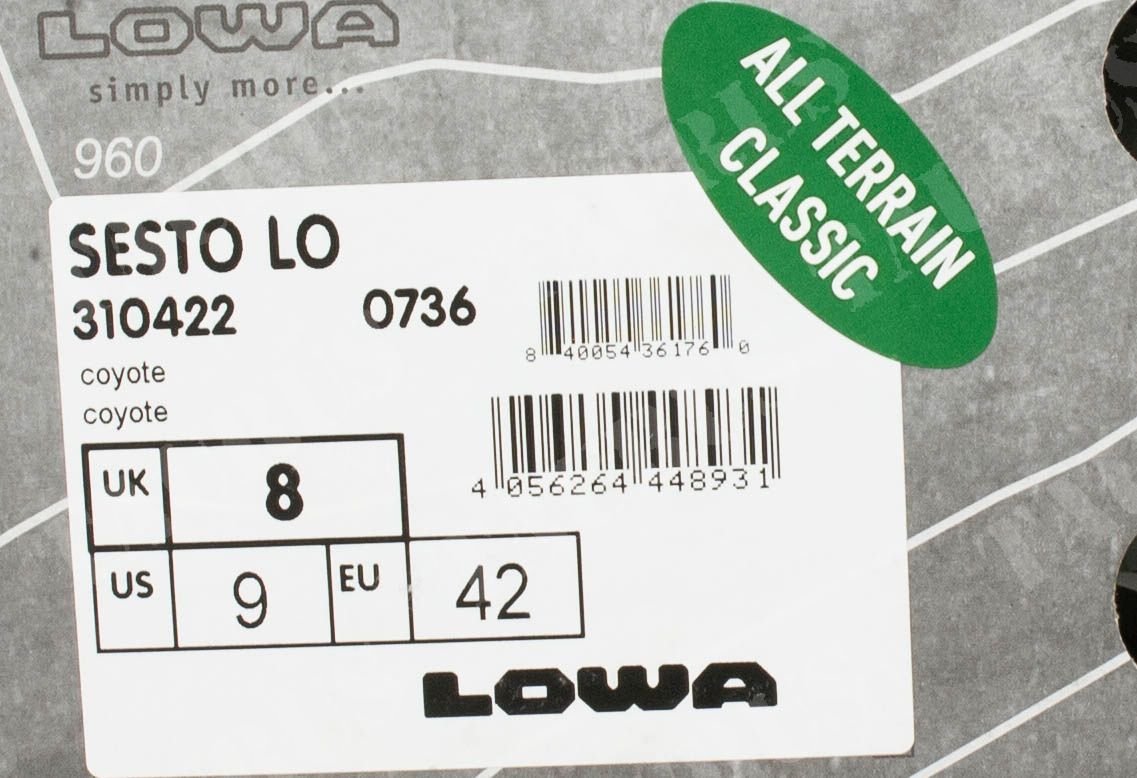 LOWA
simply more...
960
ALL TERRAIN
CLASSIC
SESTO LO
310422 0736
8 40054 36176 0
coyote
coyote
4 056264 448931
UK 8
US 9 EU 42
LOWA